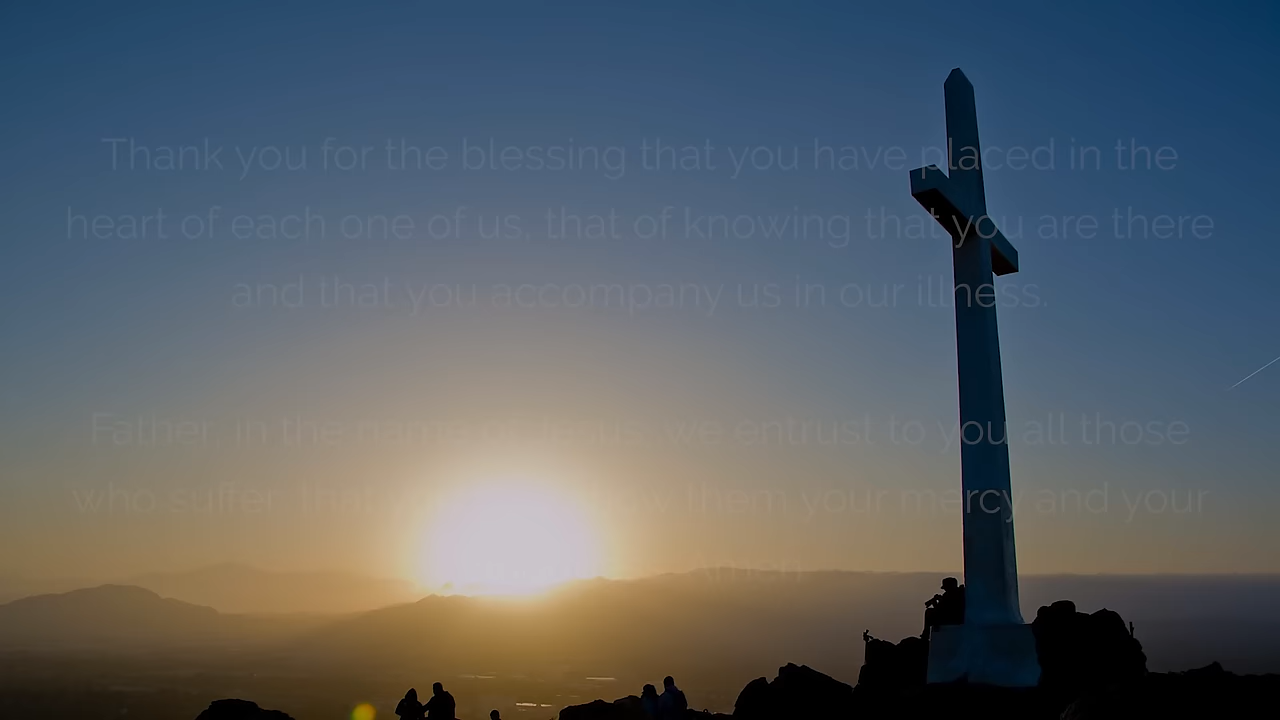 Thank you for the blessing that you have placed in the
heart of each one of us, that of knowing that you are there
and that you accompany us in our illness.
Father in the name of we entrust to you all those
who suffer them your mercy and your